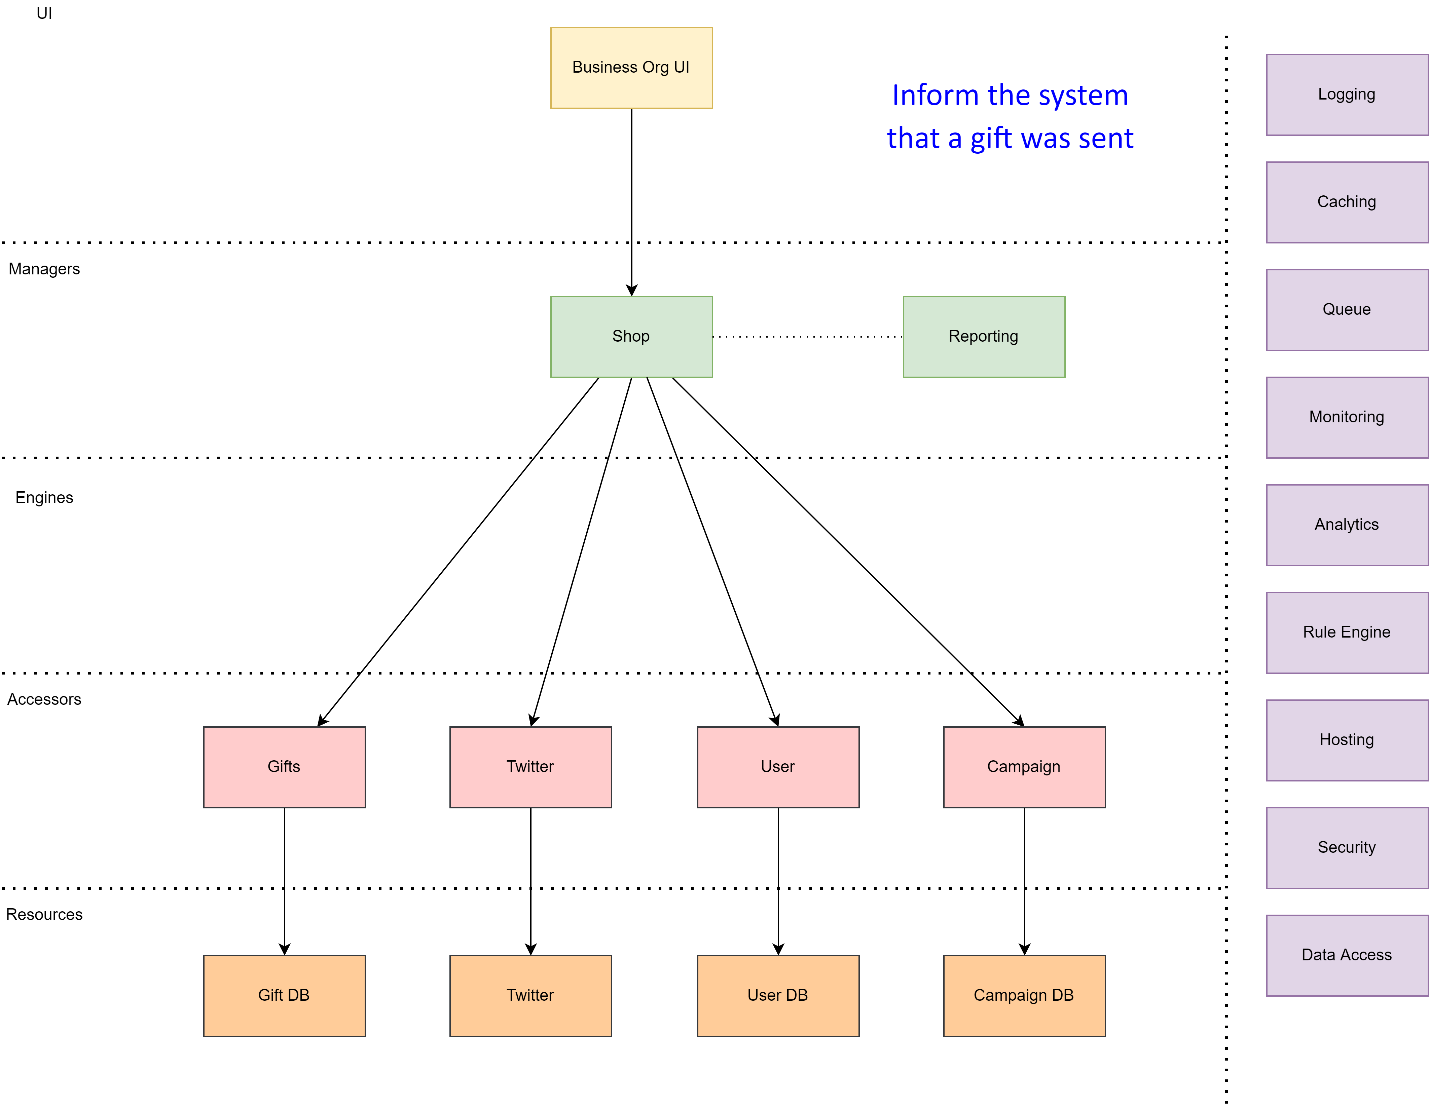 UI
Business Org UI
Inform the system
that a gift was sent
Managers
Shop
Reporting
Engines
Accessors
Gifts
Twitter
User
Campaign
Resources
Gift DB
Twitter
User DB
Campaign DB
Logging
Caching
Queue
Monitoring
Analytics
Rule Engine
Hosting
Security
Data Access